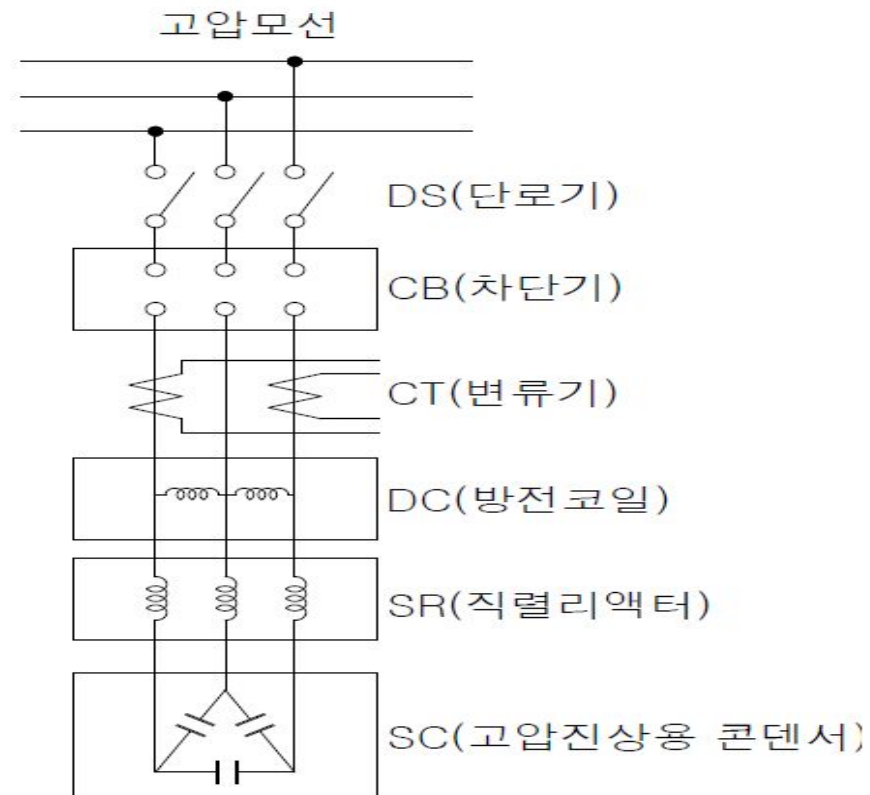 고압모선
DS(단로기)
CB(차단기)
CT(변류기)
DC(방전코일)
SR(직렬리액터)
SC(고압진상용 콘덴서)